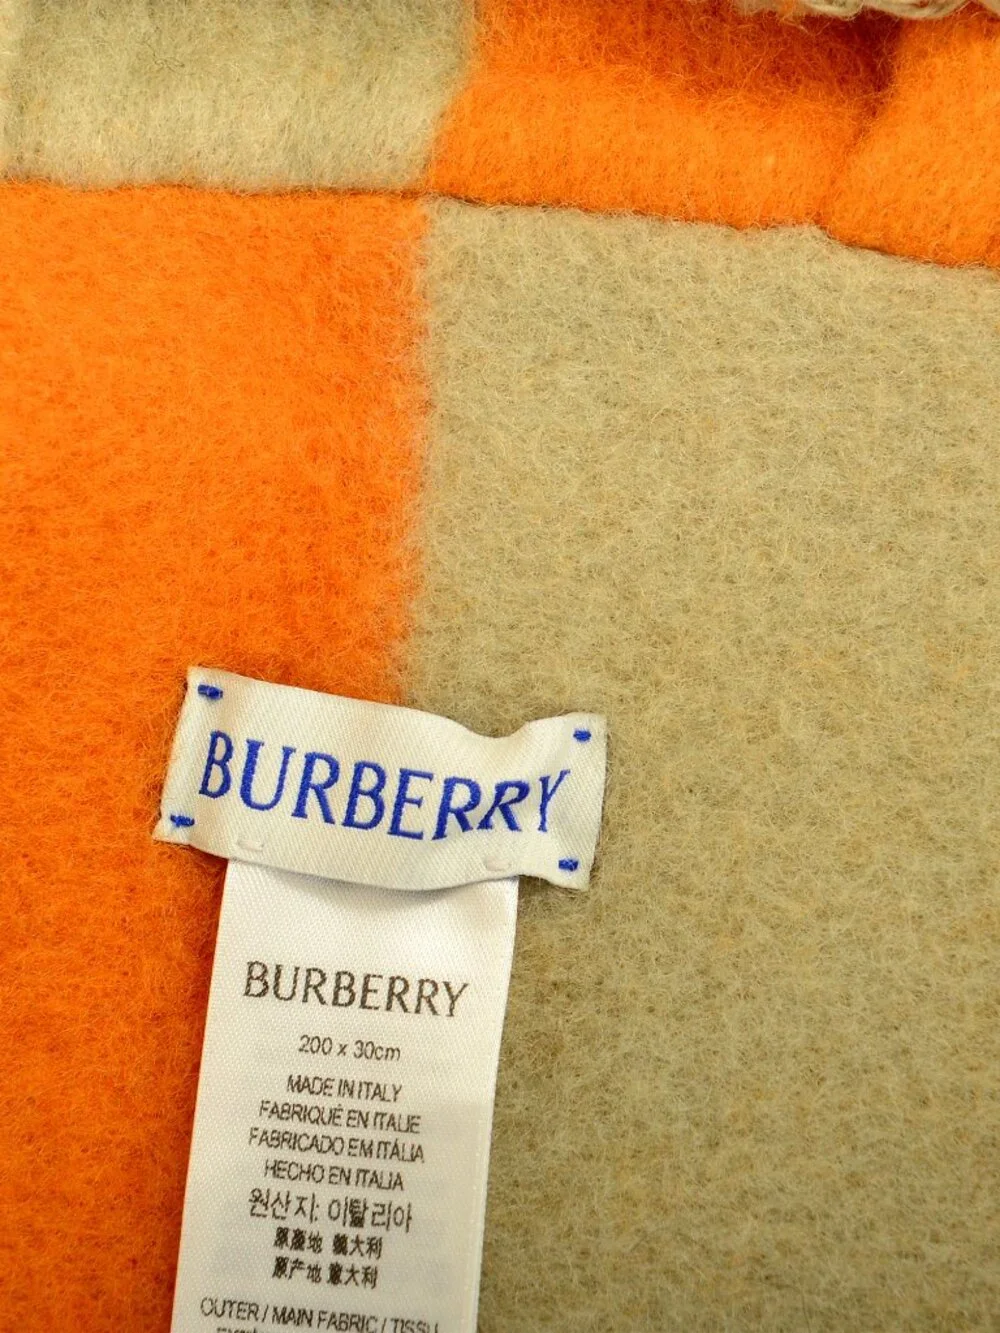 BURBERRY
BURBERRY
200 x 30cm
MADE IN ITALY
FABRIQUÉ EN ITALIE
FABRICADO EM ITÁLIA
HECHO EN ITALIA
원산지: 이탈리아
原產地 義大利
原产地 意大利
OUTER / MAIN FABRIC / TISSU